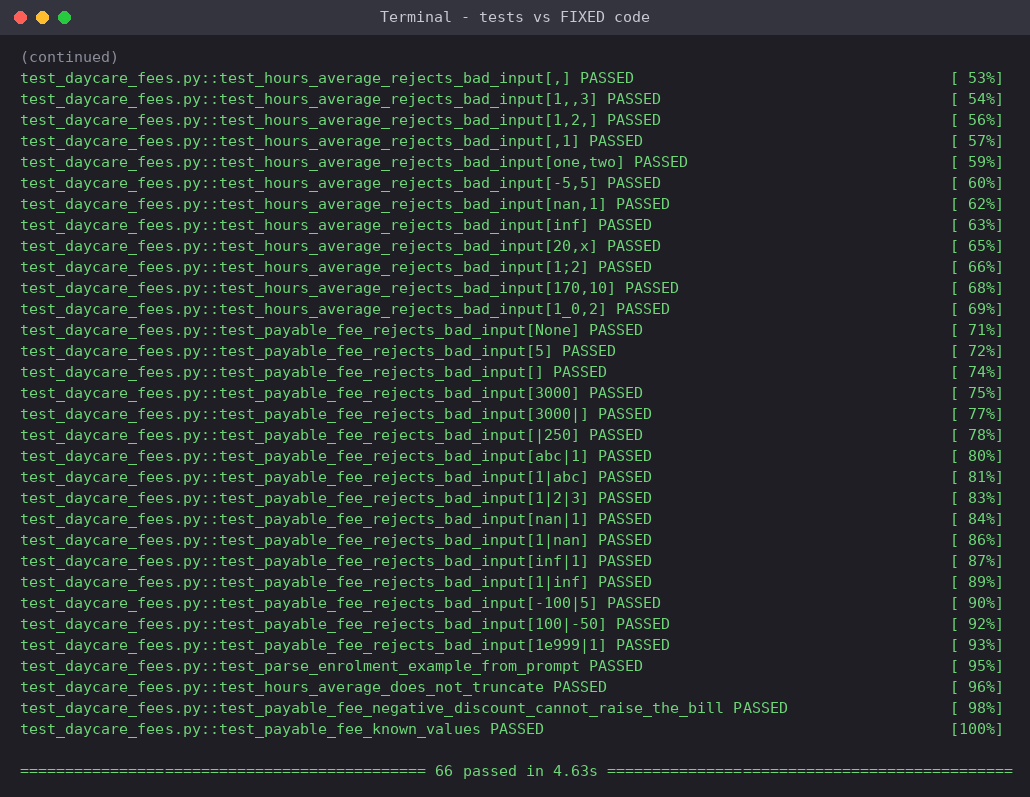 Terminal - tests vs FIXED code
(continued)
test_daycare_fees.py::test_hours_average_rejects_bad_input[,] PASSED [ 53%]
test_daycare_fees.py::test_hours_average_rejects_bad_input[1,,3] PASSED [ 54%]
test_daycare_fees.py::test_hours_average_rejects_bad_input[1,2,] PASSED [ 56%]
test_daycare_fees.py::test_hours_average_rejects_bad_input[,1] PASSED [ 57%]
test_daycare_fees.py::test_hours_average_rejects_bad_input[one,two] PASSED [ 59%]
test_daycare_fees.py::test_hours_average_rejects_bad_input[-5,5] PASSED [ 60%]
test_daycare_fees.py::test_hours_average_rejects_bad_input[nan,1] PASSED [ 62%]
test_daycare_fees.py::test_hours_average_rejects_bad_input[inf] PASSED [ 63%]
test_daycare_fees.py::test_hours_average_rejects_bad_input[20,x] PASSED [ 65%]
test_daycare_fees.py::test_hours_average_rejects_bad_input[1;2] PASSED [ 66%]
test_daycare_fees.py::test_hours_average_rejects_bad_input[170,10] PASSED [ 68%]
test_daycare_fees.py::test_hours_average_rejects_bad_input[1_0,2] PASSED [ 69%]
test_daycare_fees.py::test_payable_fee_rejects_bad_input[None] PASSED [ 71%]
test_daycare_fees.py::test_payable_fee_rejects_bad_input[5] PASSED [ 72%]
test_daycare_fees.py::test_payable_fee_rejects_bad_input[] PASSED [ 74%]
test_daycare_fees.py::test_payable_fee_rejects_bad_input[3000] PASSED [ 75%]
test_daycare_fees.py::test_payable_fee_rejects_bad_input[3000|] PASSED [ 77%]
test_daycare_fees.py::test_payable_fee_rejects_bad_input[|250] PASSED [ 78%]
test_daycare_fees.py::test_payable_fee_rejects_bad_input[abc|1] PASSED [ 80%]
test_daycare_fees.py::test_payable_fee_rejects_bad_input[1|abc] PASSED [ 81%]
test_daycare_fees.py::test_payable_fee_rejects_bad_input[1|2|3] PASSED [ 83%]
test_daycare_fees.py::test_payable_fee_rejects_bad_input[nan|1] PASSED [ 84%]
test_daycare_fees.py::test_payable_fee_rejects_bad_input[1|nan] PASSED [ 86%]
test_daycare_fees.py::test_payable_fee_rejects_bad_input[inf|1] PASSED [ 87%]
test_daycare_fees.py::test_payable_fee_rejects_bad_input[1|inf] PASSED [ 89%]
test_daycare_fees.py::test_payable_fee_rejects_bad_input[-100|5] PASSED [ 90%]
test_daycare_fees.py::test_payable_fee_rejects_bad_input[100|-50] PASSED [ 92%]
test_daycare_fees.py::test_payable_fee_rejects_bad_input[1e999|1] PASSED [ 93%]
test_daycare_fees.py::test_parse_enrolment_example_from_prompt PASSED [ 95%]
test_daycare_fees.py::test_hours_average_does_not_truncate PASSED [ 96%]
test_daycare_fees.py::test_payable_fee_negative_discount_cannot_raise_the_bill PASSED [ 98%]
test_daycare_fees.py::test_payable_fee_known_values PASSED [100%]
============================================= 66 passed in 4.63s =============================================